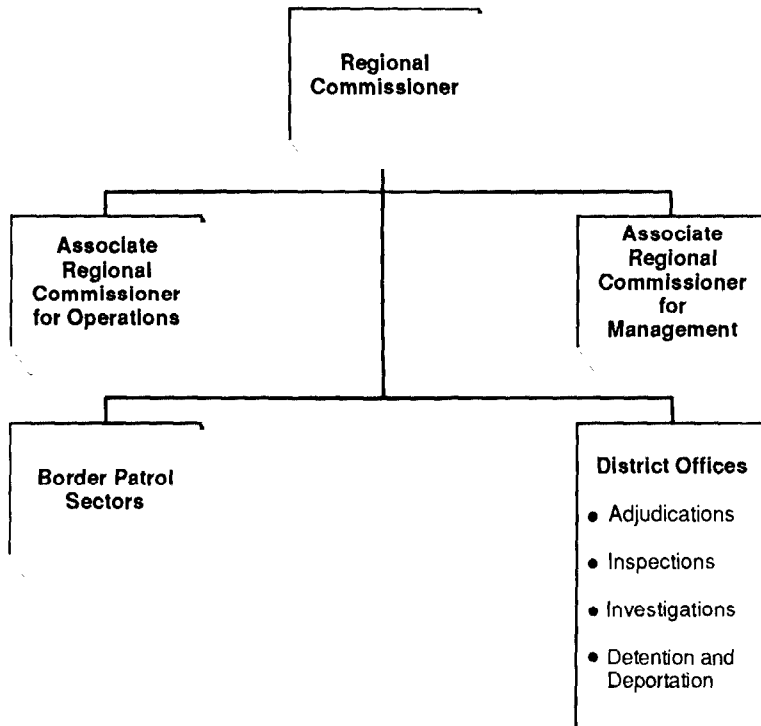 Regional
Commissioner
Associate
Regional
Commissioner
for Operations
Associate
Regional
Commissioner
for
Management
Border Patrol
Sectors
District Offices
● Adjudications
● Inspections
● Investigations
● Detention and
Deportation